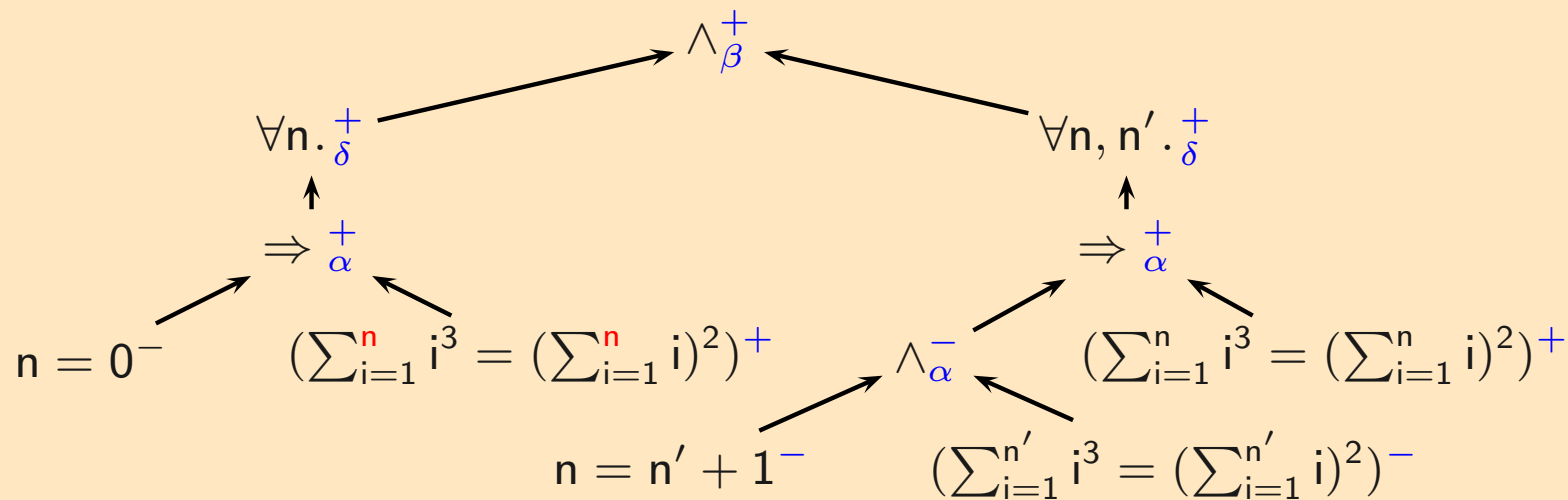 ∧⁺_β
∀n.⁺_δ ∀n, n′.⁺_δ
⇒⁺_α ⇒⁺_α
n = 0⁻ (∑ⁿ_{i=1} i³ = (∑ⁿ_{i=1} i)²)⁺ ∧⁻_α (∑ⁿ_{i=1} i³ = (∑ⁿ_{i=1} i)²)⁺
n = n′ + 1⁻ (∑^{n′}_{i=1} i³ = (∑^{n′}_{i=1} i)²)⁻